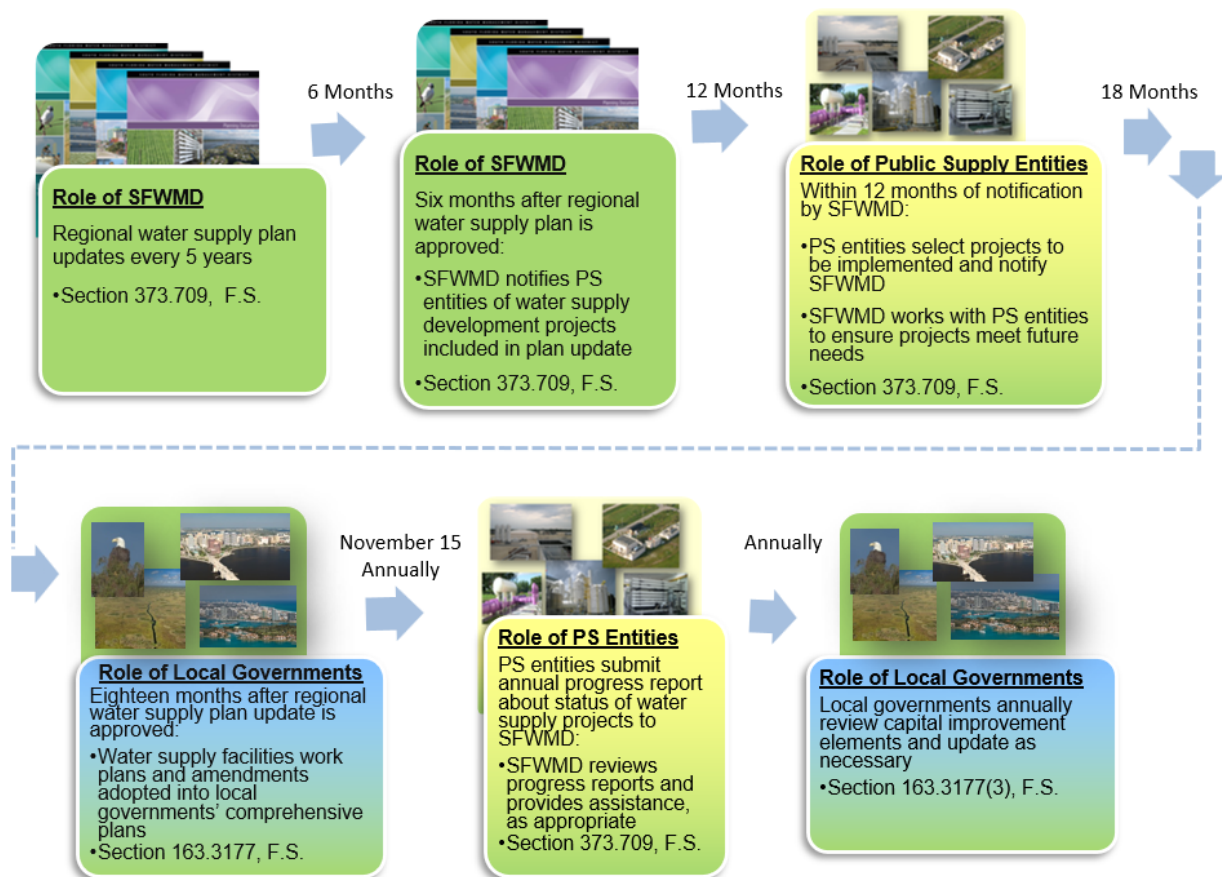 6 Months
12 Months
18 Months
Role of SFWMD
Regional water supply plan
updates every 5 years
•Section 373.709, F.S.
Role of SFWMD
Six months after regional
water supply plan is
approved:
•SFWMD notifies PS
entities of water supply
development projects
included in plan update
•Section 373.709, F.S.
Role of Public Supply Entities
Within 12 months of notification
by SFWMD:
•PS entities select projects to
be implemented and notify
SFWMD
•SFWMD works with PS entities
to ensure projects meet future
needs
•Section 373.709, F.S.
November 15
Annually
Annually
Role of Local Governments
Eighteen months after regional
water supply plan update is
approved:
•Water supply facilities work
plans and amendments
adopted into local
governments’ comprehensive
plans
•Section 163.3177, F.S.
Role of PS Entities
PS entities submit
annual progress report
about status of water
supply projects to
SFWMD:
•SFWMD reviews
progress reports and
provides assistance,
as appropriate
•Section 373.709, F.S.
Role of Local Governments
Local governments annually
review capital improvement
elements and update as
necessary
•Section 163.3177(3), F.S.